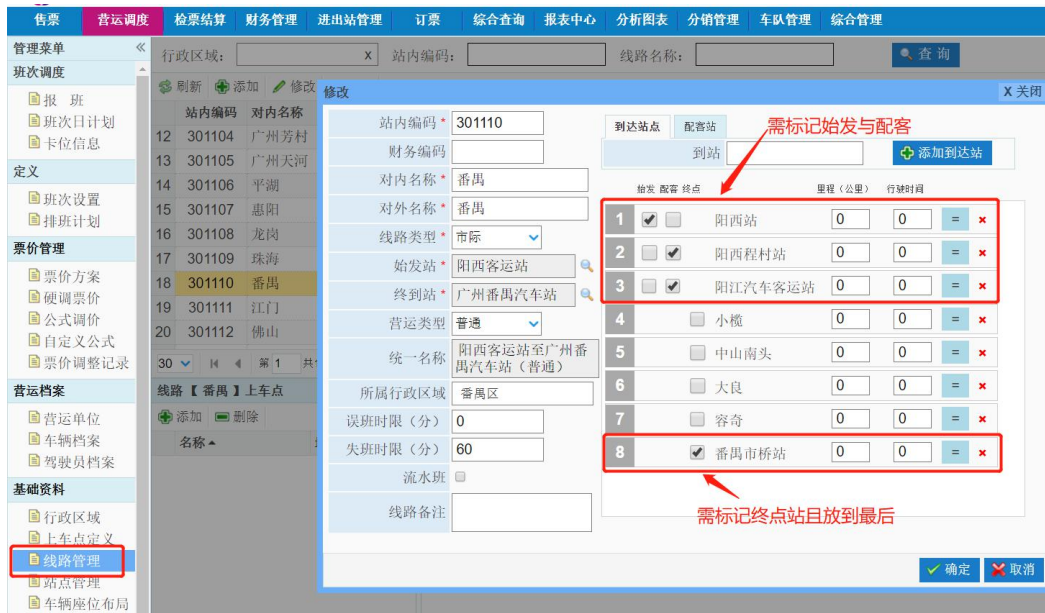 售票 营运调度 检票结算 财务管理 进出站管理 订票 综合查询 报表中心 分析图表 分销管理 车队管理 综合管理
管理菜单 «
班次调度
报 班
班次日计划
卡位信息
定义
班次设置
排班计划
票价管理
票价方案
硬调票价
公式调价
自定义公式
票价调整记录
营运档案
营运单位
车辆档案
驾驶员档案
基础资料
行政区域
上车点定义
线路管理
站点管理
车辆座位布局
行政区域: X 站内编码: 线路名称: 查询
刷新 添加 修改
站内编码 对内名称
12 301104 广州芳村
13 301105 广州天河
14 301106 平湖
15 301107 惠阳
16 301108 龙岗
17 301109 珠海
18 301110 番禺
19 301111 江门
20 301112 佛山
30 第 1 共
线路【 番禺 】上车点
添加 删除
名称
修改 X 关闭
站内编码 * 301110
财务编码
对内名称 * 番禺
对外名称 * 番禺
线路类型 * 市际
始发站 * 阳西客运站
终到站 * 广州番禺汽车站
营运类型 普通
统一名称 阳西客运站至广州番
禺汽车站（普通）
所属行政区域 番禺区
误班时限（分） 0
失班时限（分） 60
流水班
线路备注
到达站点 配客站
需标记始发与配客
到站 添加到达站
始发 配客 终点 里程（公里） 行驶时间
1 阳西站 0 0 = ×
2 阳西程村站 0 0 = ×
3 阳江汽车客运站 0 0 = ×
4 小榄 0 0 = ×
5 中山南头 0 0 = ×
6 大良 0 0 = ×
7 容奇 0 0 = ×
8 番禺市桥站 0 0 = ×
需标记终点站且放到最后
确定 取消